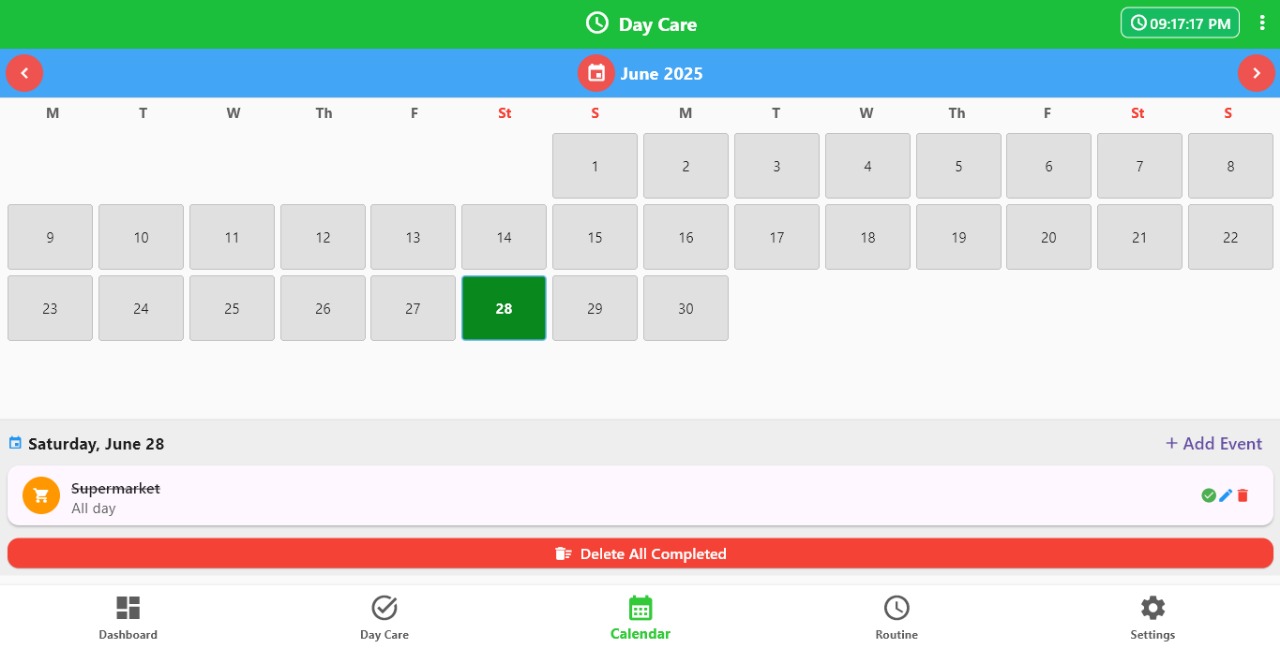 Day Care
09:17:17 PM
June 2025
M T W Th F St S M T W Th F St S
1 2 3 4 5 6 7 8
9 10 11 12 13 14 15 16 17 18 19 20 21 22
23 24 25 26 27 28 29 30
Saturday, June 28
+ Add Event
Supermarket
All day
Delete All Completed
Dashboard Day Care Calendar Routine Settings